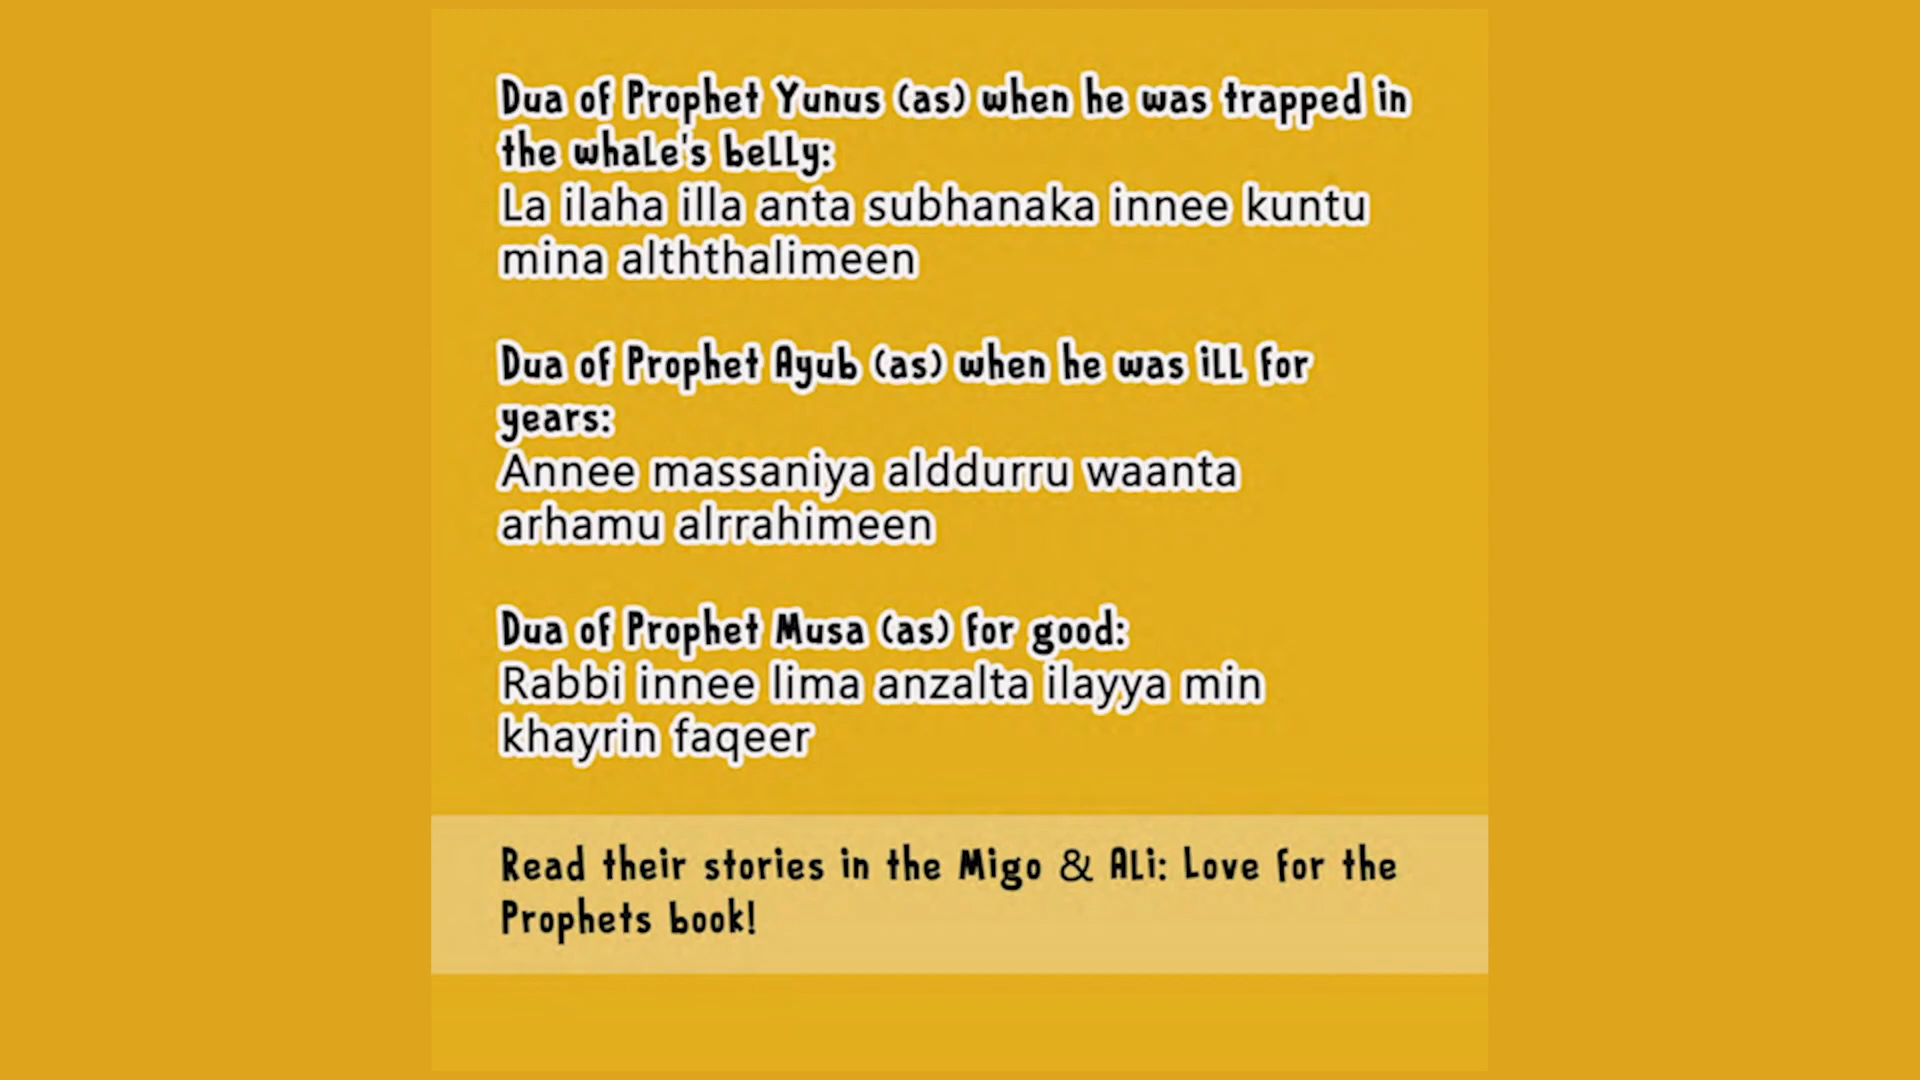 Dua of Prophet Yunus (as) when he was trapped in
the whale's belly:
La ilaha illa anta subhanaka innee kuntu
mina alththalimeen
Dua of Prophet Ayub (as) when he was ill for
years:
Annee massaniya alddurru waanta
arhamu alrrahimeen
Dua of Prophet Musa (as) for good:
Rabbi innee lima anzalta ilayya min
khayrin faqeer
Read their stories in the Migo & Ali: Love for the
Prophets book!